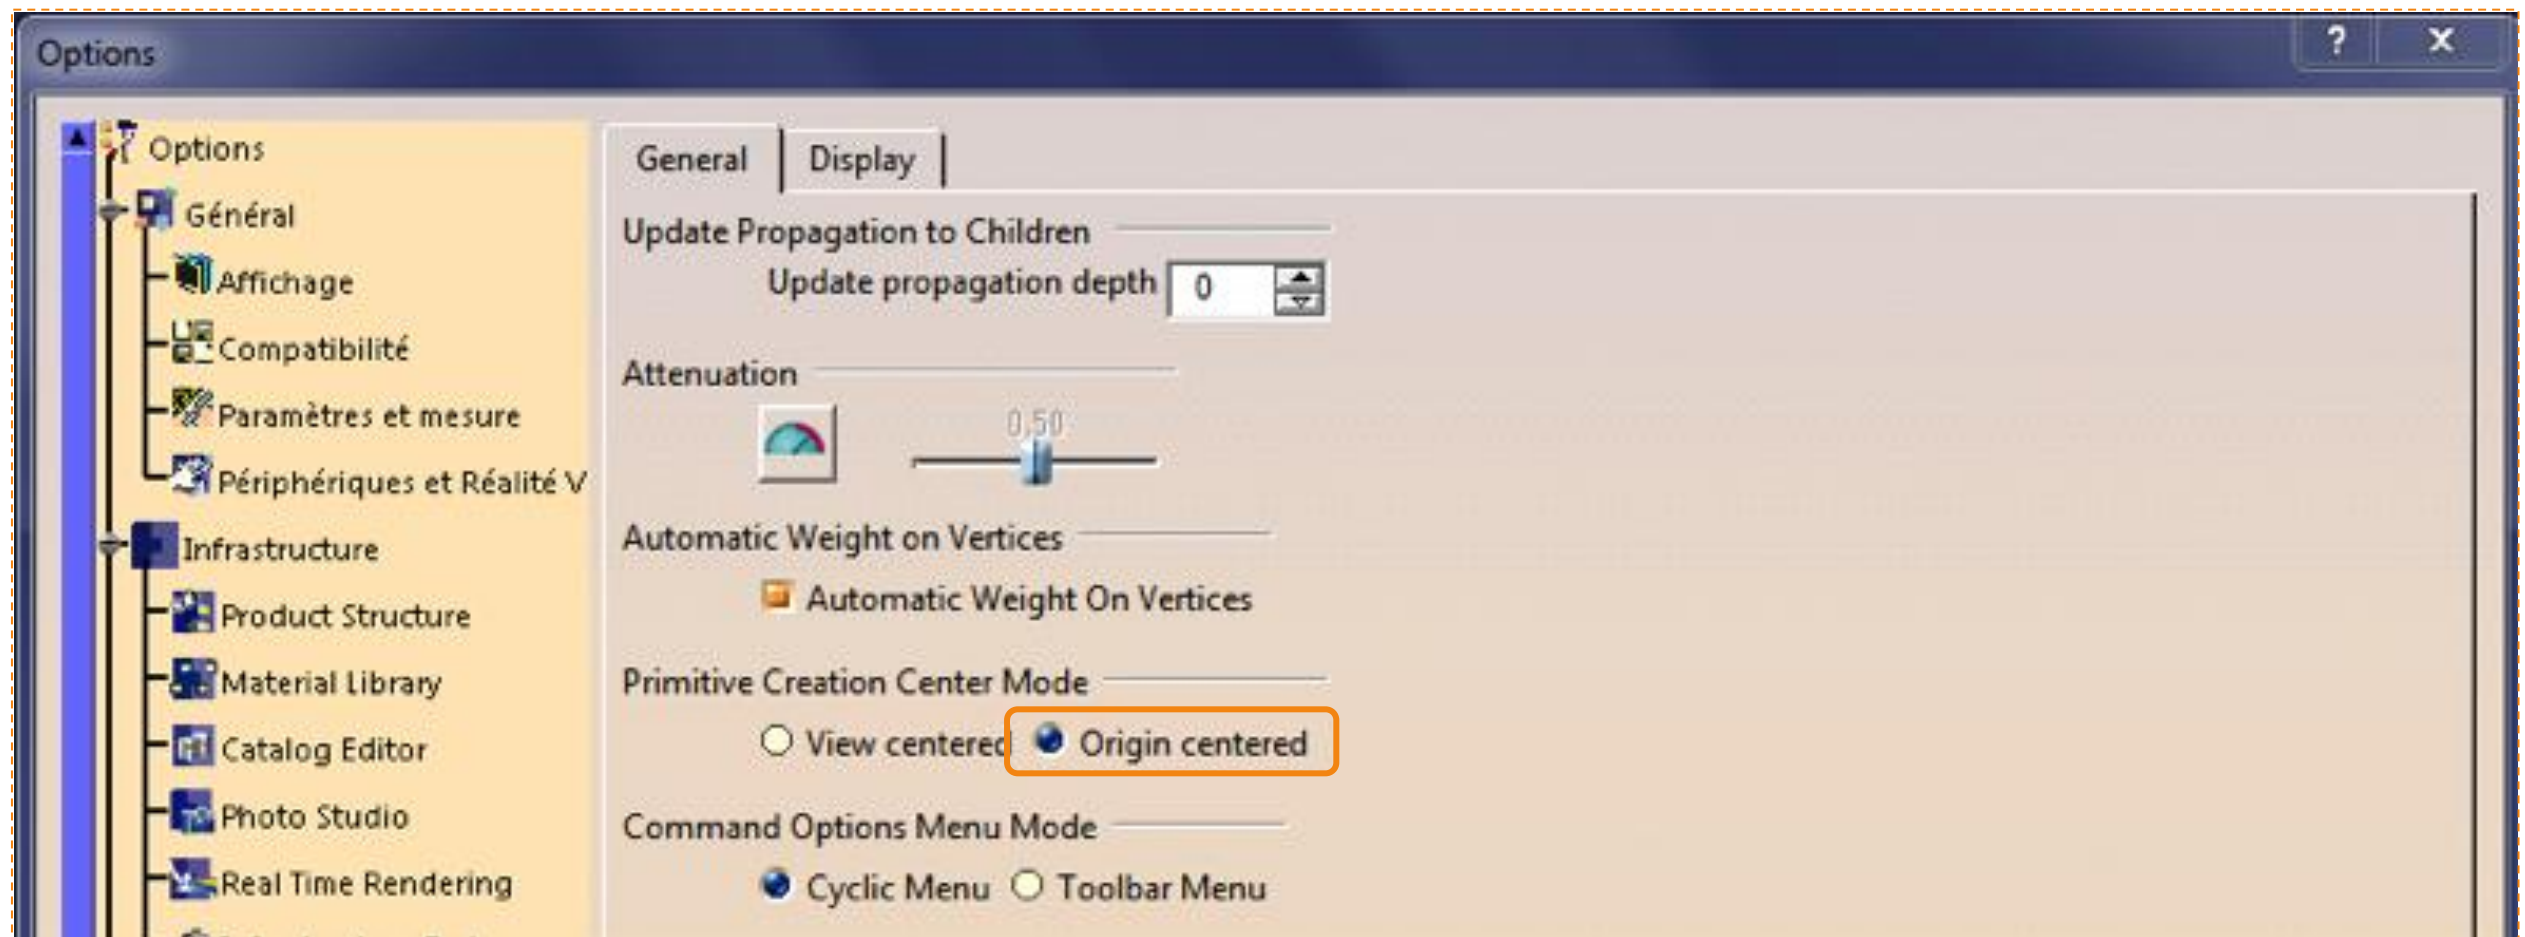 Options
? X
Options
Général
Affichage
Compatibilité
Paramètres et mesure
Périphériques et Réalité V
Infrastructure
Product Structure
Material Library
Catalog Editor
Photo Studio
Real Time Rendering
General
Display
Update Propagation to Children
Update propagation depth 0
Attenuation
0.50
Automatic Weight on Vertices
Automatic Weight On Vertices
Primitive Creation Center Mode
View centered Origin centered
Command Options Menu Mode
Cyclic Menu Toolbar Menu